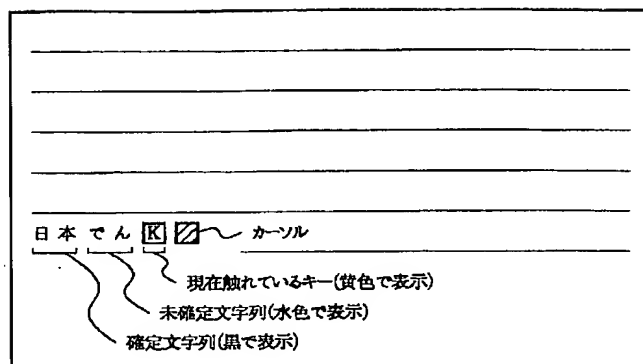 日本 でん K カーソル
現在触れているキー(黄色で表示)
未確定文字列(水色で表示)
確定文字列(黒で表示)